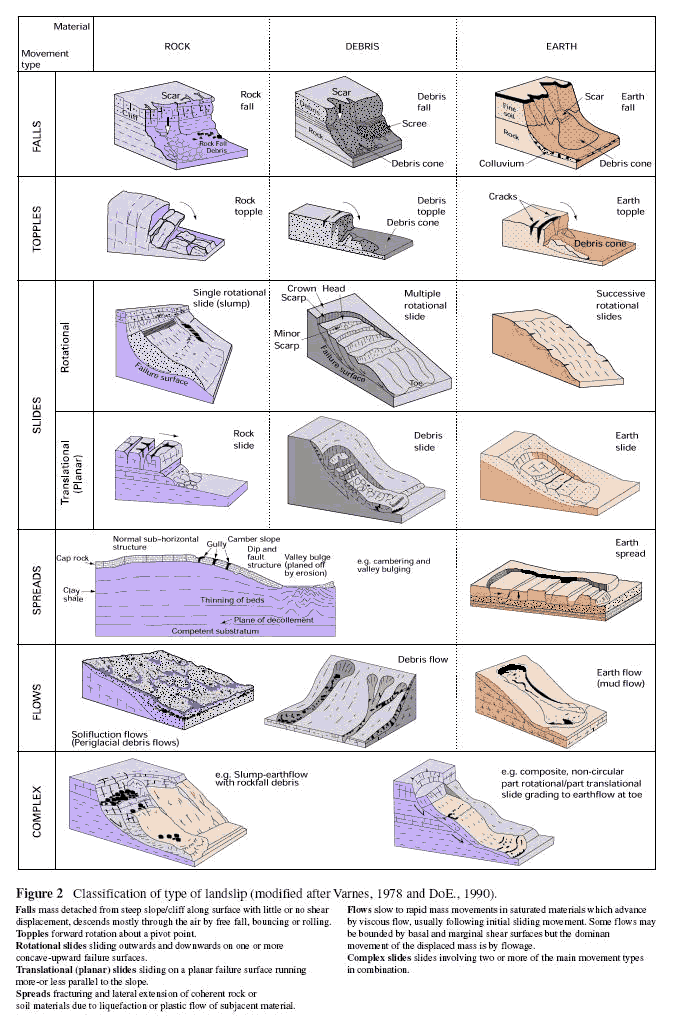 Material
Movement
type
ROCK
DEBRIS
EARTH
FALLS
Scar
Cliff
Rock Fall
Debris
Rock
fall
Scar
Debris
Rock
Debris
fall
Scree
Debris cone
Fine
soil
Rock
Scar
Earth
fall
Colluvium
Debris cone
TOPPLES
Rock
topple
Debris
topple
Debris cone
Cracks
Earth
topple
Debris cone
SLIDES
Rotational
Single rotational
slide (slump)
Failure surface
Crown
Head
Scarp
Minor
Scarp
Failure surface
Toe
Multiple
rotational
slide
Successive
rotational
slides
Translational
(Planar)
Rock
slide
Debris
slide
Earth
slide
SPREADS
Normal sub-horizontal
structure
Gully
Camber slope
Dip and
fault
structure
Valley bulge
(planed off
by erosion)
Cap rock
Clay
shale
Thinning of beds
Plane of decollement
Competent substratum
e.g. cambering and
valley bulging
Earth
spread
FLOWS
Solifluction flows
(Periglacial debris flows)
Debris flow
Earth flow
(mud flow)
COMPLEX
e.g. Slump-earthflow
with rockfall debris
e.g. composite, non-circular
part rotational/part translational
slide grading to earthflow at toe
Figure 2 Classification of type of landslip (modified after Varnes, 1978 and DoE., 1990).
Falls mass detached from steep slope/cliff along surface with little or no shear
displacement, descends mostly through the air by free fall, bouncing or rolling.
Topples forward rotation about a pivot point.
Rotational slides sliding outwards and downwards on one or more
concave-upward failure surfaces.
Translational (planar) slides sliding on a planar failure surface running
more-or less parallel to the slope.
Spreads fracturing and lateral extension of coherent rock or
soil materials due to liquefaction or plastic flow of subjacent material.
Flows slow to rapid mass movements in saturated materials which advance
by viscous flow, usually following initial sliding movement. Some flows may
be bounded by basal and marginal shear surfaces but the dominan
movement of the displaced mass is by flowage.
Complex slides slides involving two or more of the main movement types
in combination.